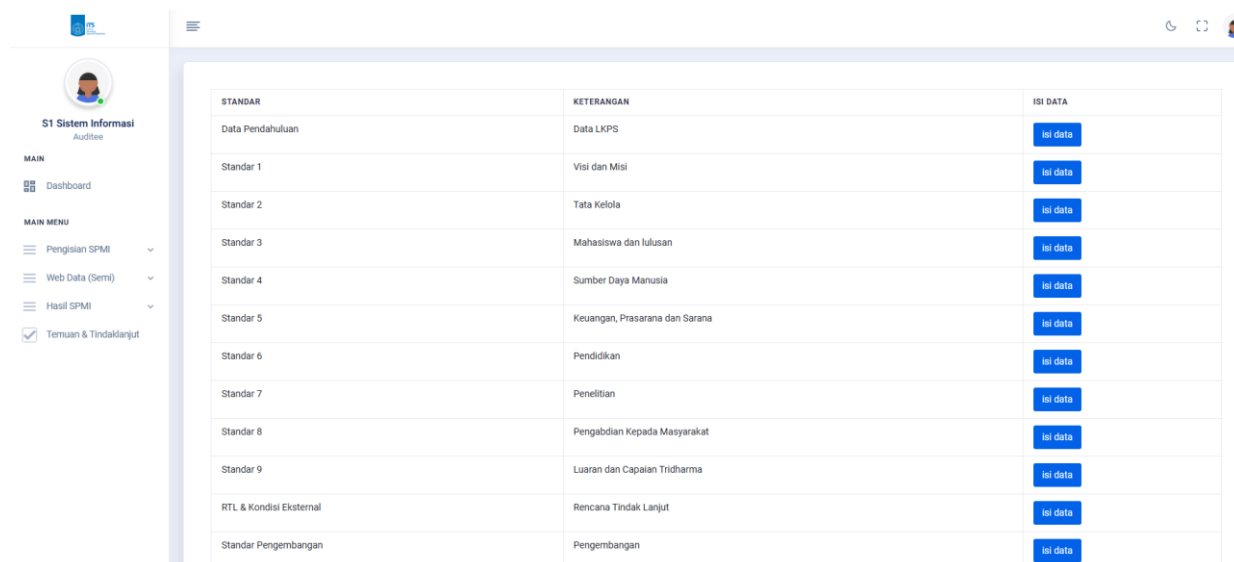 ITS
S1 Sistem Informasi
Auditee
MAIN
Dashboard
MAIN MENU
Pengisian SPMI
Web Data (Semi)
Hasil SPMI
Temuan & Tindaklanjut
STANDAR KETERANGAN ISI DATA
Data Pendahuluan Data LKPS isi data
Standar 1 Visi dan Misi isi data
Standar 2 Tata Kelola isi data
Standar 3 Mahasiswa dan lulusan isi data
Standar 4 Sumber Daya Manusia isi data
Standar 5 Keuangan, Prasarana dan Sarana isi data
Standar 6 Pendidikan isi data
Standar 7 Penelitian isi data
Standar 8 Pengabdian Kepada Masyarakat isi data
Standar 9 Luaran dan Capaian Tridharma isi data
RTL & Kondisi Eksternal Rencana Tindak Lanjut isi data
Standar Pengembangan Pengembangan isi data